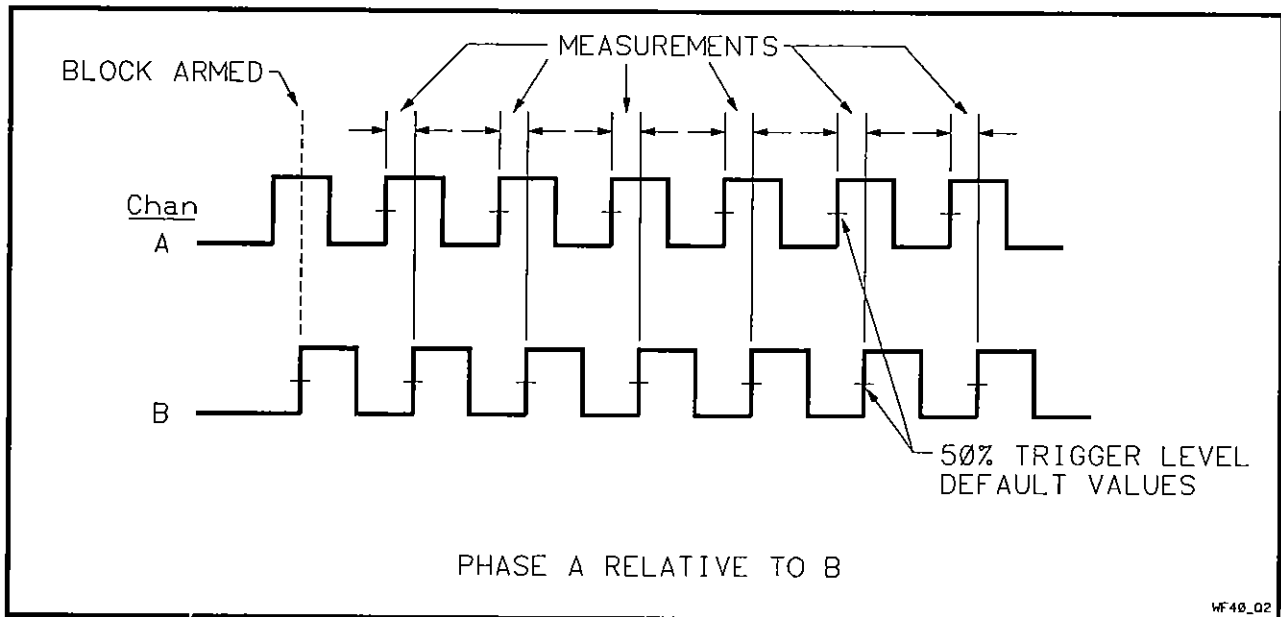 MEASUREMENTS
BLOCK ARMED
Chan
A
B
50% TRIGGER LEVEL
DEFAULT VALUES
PHASE A RELATIVE TO B
WF40_02